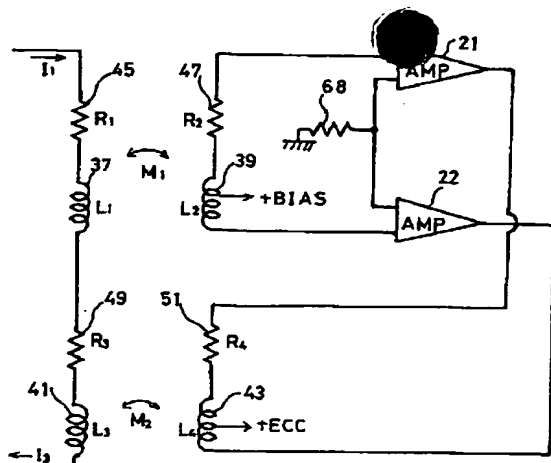 I₁
45
47
21
AMP
68
R₁
R₂
37
M₁
39
22
L₁
L₂
+BIAS
AMP
49
51
R₃
R₄
41
43
M₂
L₃
L₄
+ECC
I₃